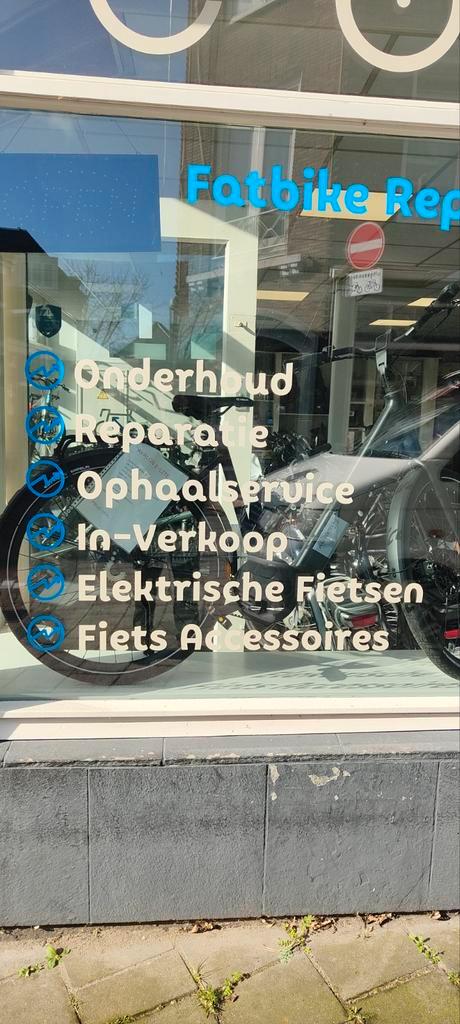 Fatbike Rep
Onderhoud
Reparatie
Ophaalservice
In-Verkoop
Elektrische Fietsen
Fiets Accessoires